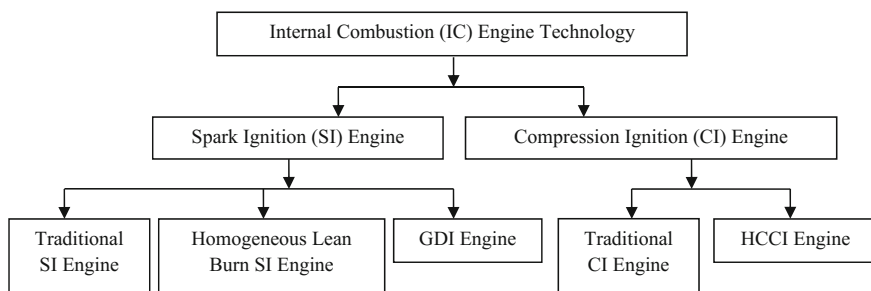 Internal Combustion (IC) Engine Technology
Spark Ignition (SI) Engine
Compression Ignition (CI) Engine
Traditional
SI Engine
Homogeneous Lean
Burn SI Engine
GDI Engine
Traditional
CI Engine
HCCI Engine